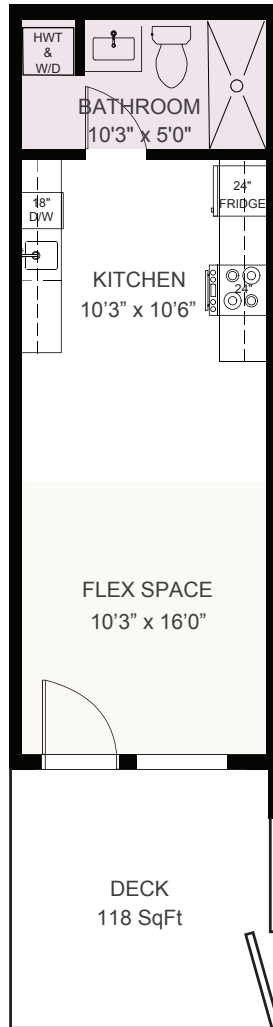 HWT
&
W/D
BATHROOM
10'3" x 5'0"
18"
D/W
24"
FRIDGE
KITCHEN
10’3” x 10’6”
24"
FLEX SPACE
10’3” x 16’0”
DECK
118 SqFt